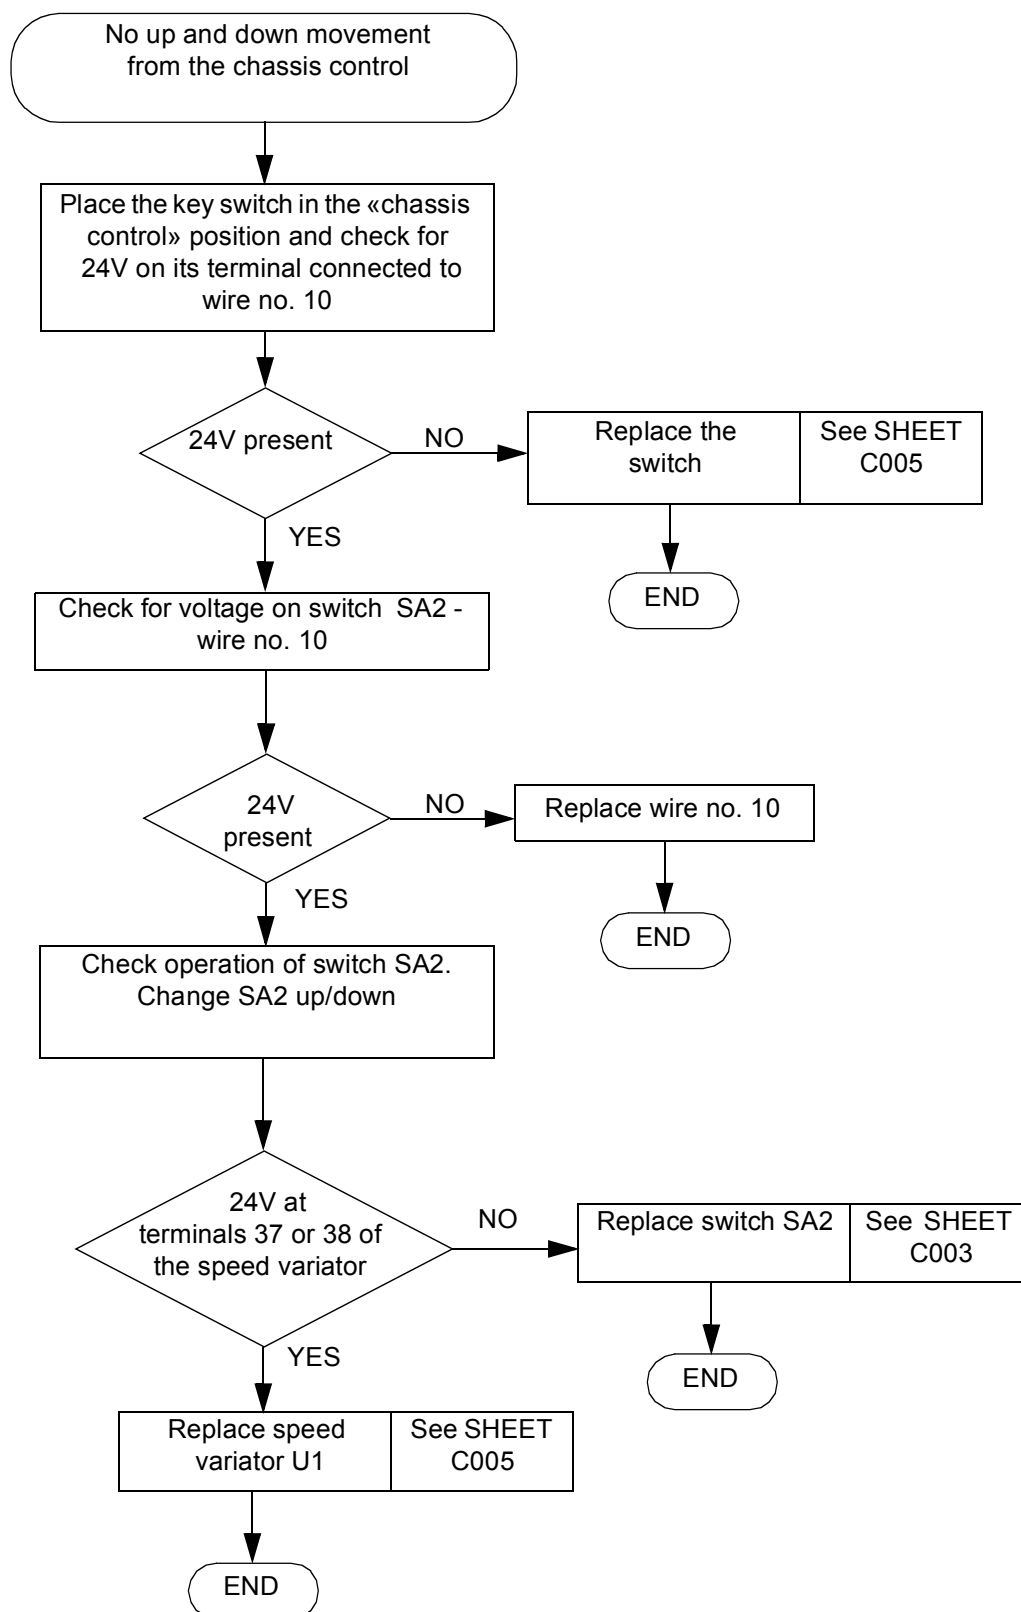 No up and down movement
from the chassis control
Place the key switch in the «chassis
control» position and check for
24V on its terminal connected to
wire no. 10
24V present
NO
Replace the
switch
See SHEET
C005
END
YES
Check for voltage on switch SA2 -
wire no. 10
24V
present
NO
Replace wire no. 10
END
YES
Check operation of switch SA2.
Change SA2 up/down
24V at
terminals 37 or 38 of
the speed variator
NO
Replace switch SA2
See SHEET
C003
END
YES
Replace speed
variator U1
See SHEET
C005
END